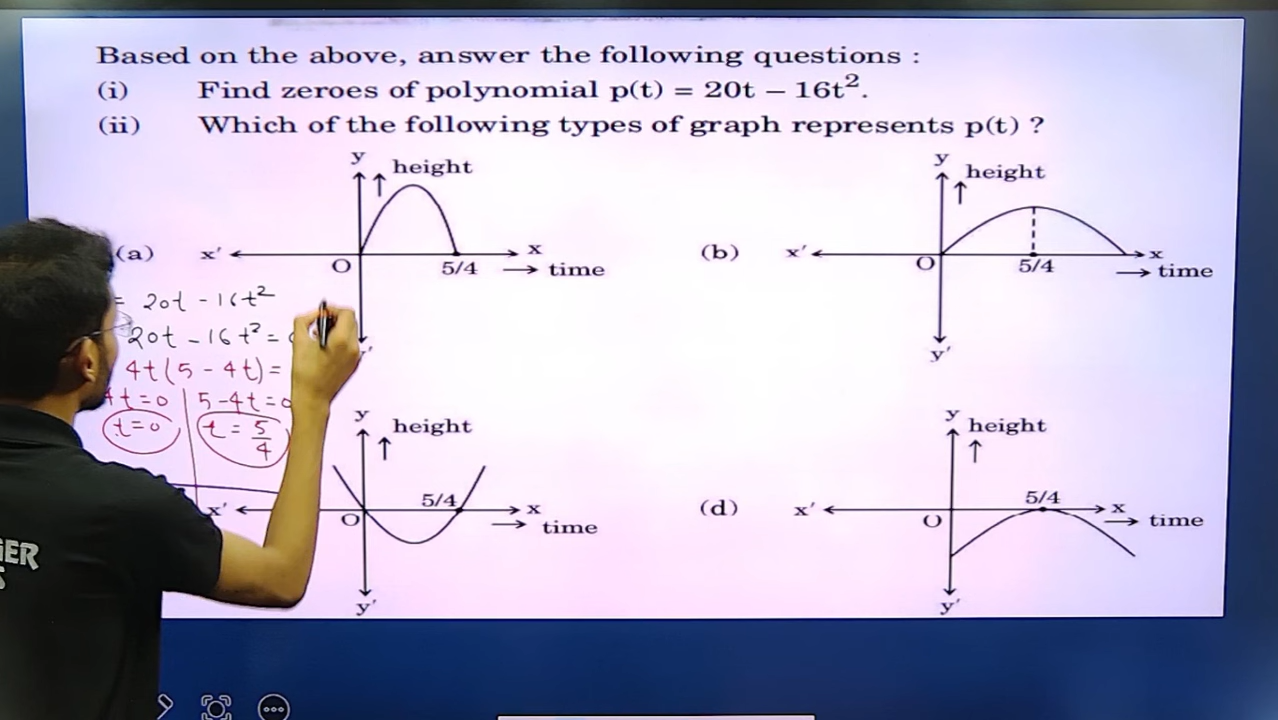 Based on the above, answer the following questions :
(i) Find zeroes of polynomial p(t) = 20t – 16t².
(ii) Which of the following types of graph represents p(t) ?
y
height
(a)
x′
O
5/4
x
time
y
height
(b)
x′
O
5/4
x
time
y′
= 20t - 16t²
20t - 16t² =
4t(5 - 4t) =
t=0 | 5-4t=0
t=0
t = 5/4
y
height
x′
O
5/4
x
time
y′
y
height
(d)
x′
O
5/4
x
time
y′